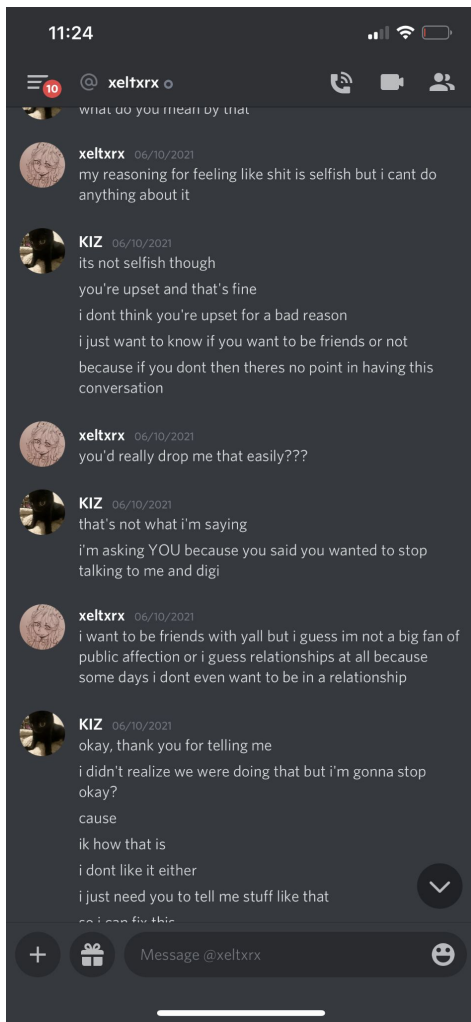 11:24
10
@ xeltxrx
what do you mean by that
xeltxrx 06/10/2021
my reasoning for feeling like shit is selfish but i cant do
anything about it
KIZ 06/10/2021
its not selfish though
you're upset and that's fine
i dont think you're upset for a bad reason
i just want to know if you want to be friends or not
because if you dont then theres no point in having this
conversation
xeltxrx 06/10/2021
you'd really drop me that easily???
KIZ 06/10/2021
that's not what i'm saying
i'm asking YOU because you said you wanted to stop
talking to me and digi
xeltxrx 06/10/2021
i want to be friends with yall but i guess im not a big fan of
public affection or i guess relationships at all because
some days i dont even want to be in a relationship
KIZ 06/10/2021
okay, thank you for telling me
i didn't realize we were doing that but i'm gonna stop
okay?
cause
ik how that is
i dont like it either
i just need you to tell me stuff like that
so i can fix this
Message @xeltxrx